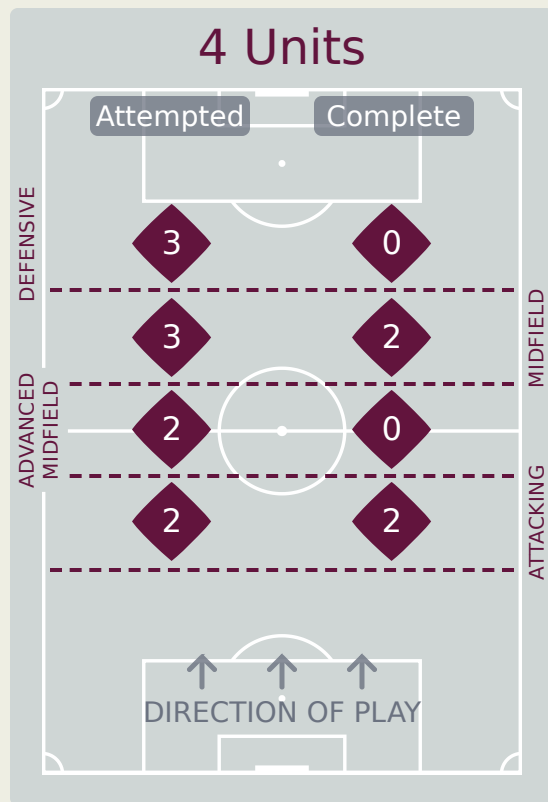 4 Units
Attempted
Complete
DEFENSIVE
3
0
MIDFIELD
3
2
ADVANCED
MIDFIELD
2
0
ATTACKING
2
2
DIRECTION OF PLAY